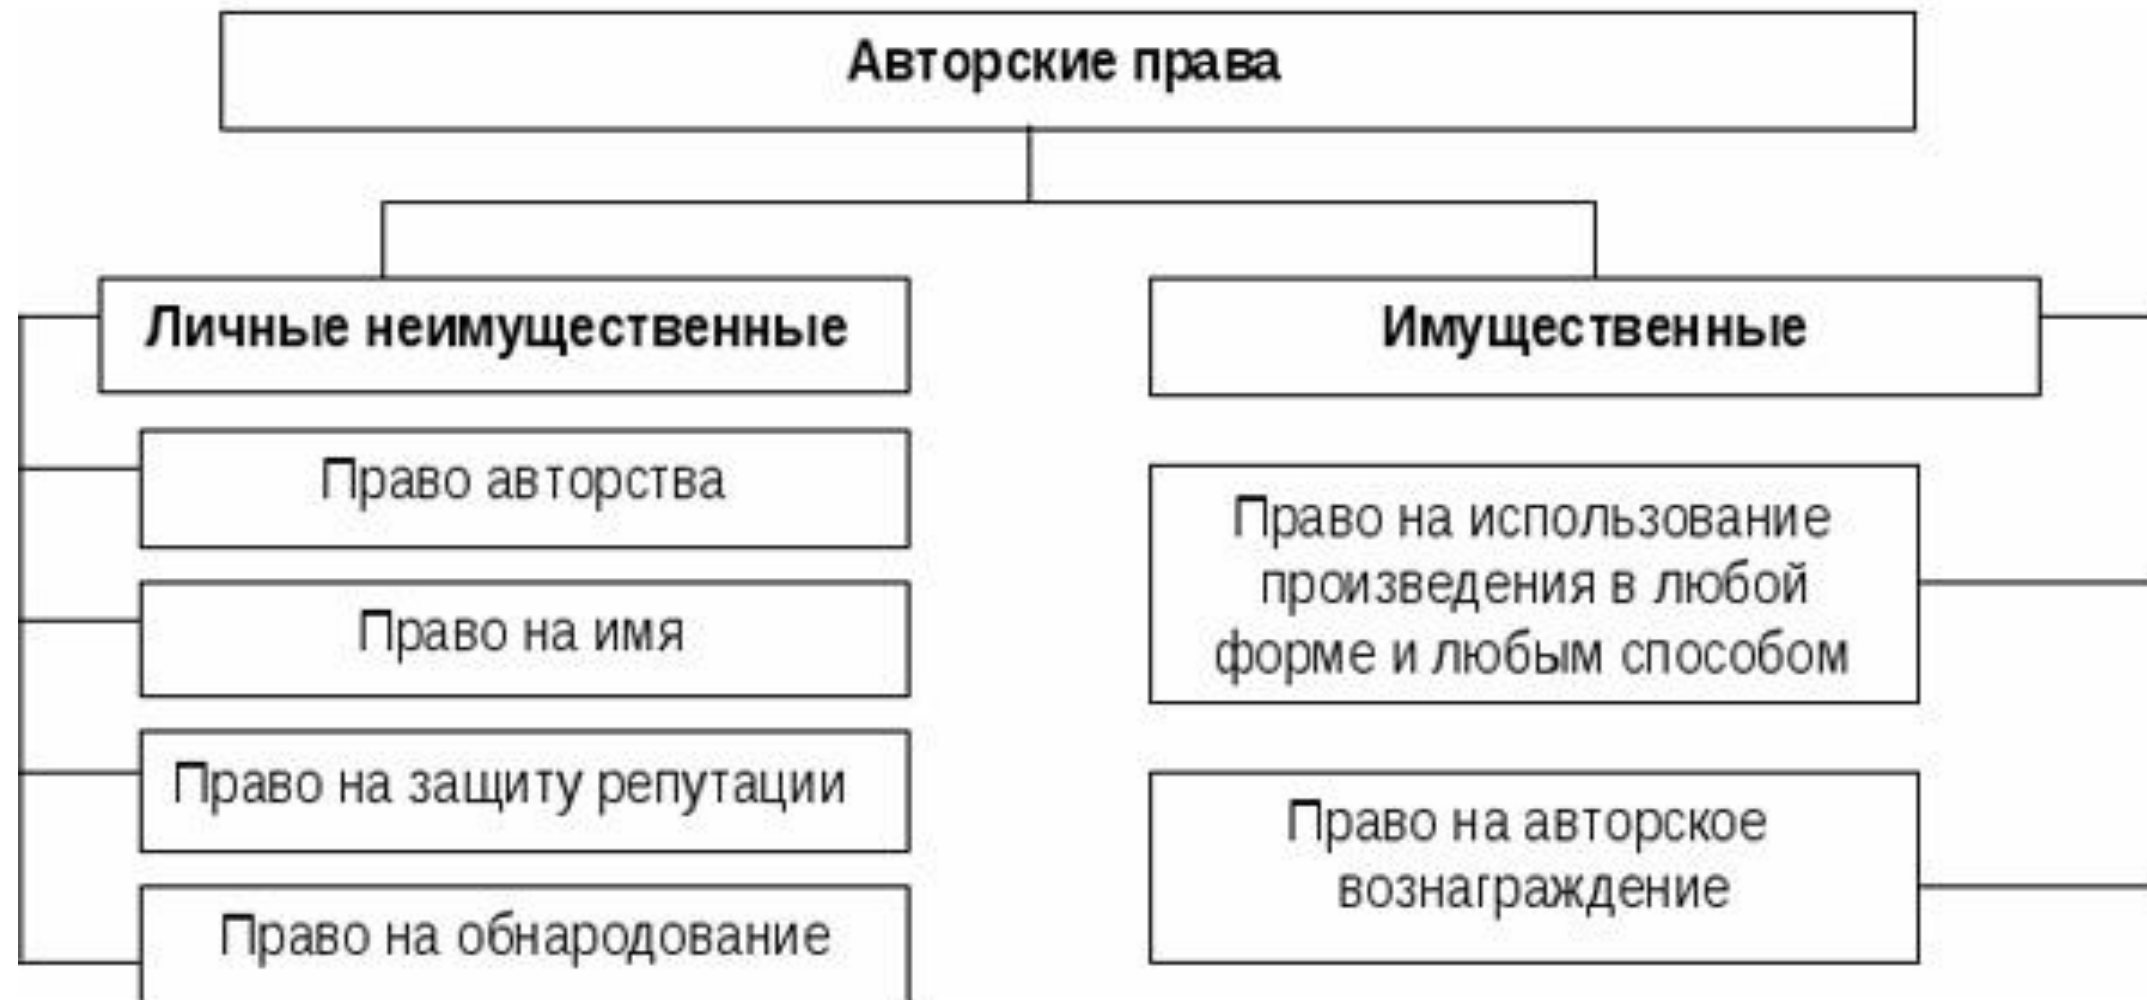 Авторские права
Личные неимущественные
Право авторства
Право на имя
Право на защиту репутации
Право на обнародование
Имущественные
Право на использование
произведения в любой
форме и любым способом
Право на авторское
вознаграждение